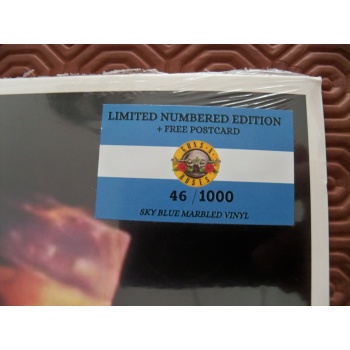 LIMITED NUMBERED EDITION
+ FREE POSTCARD
GUNS N'
ROSES
46 / 1000
SKY BLUE MARBLED VINYL